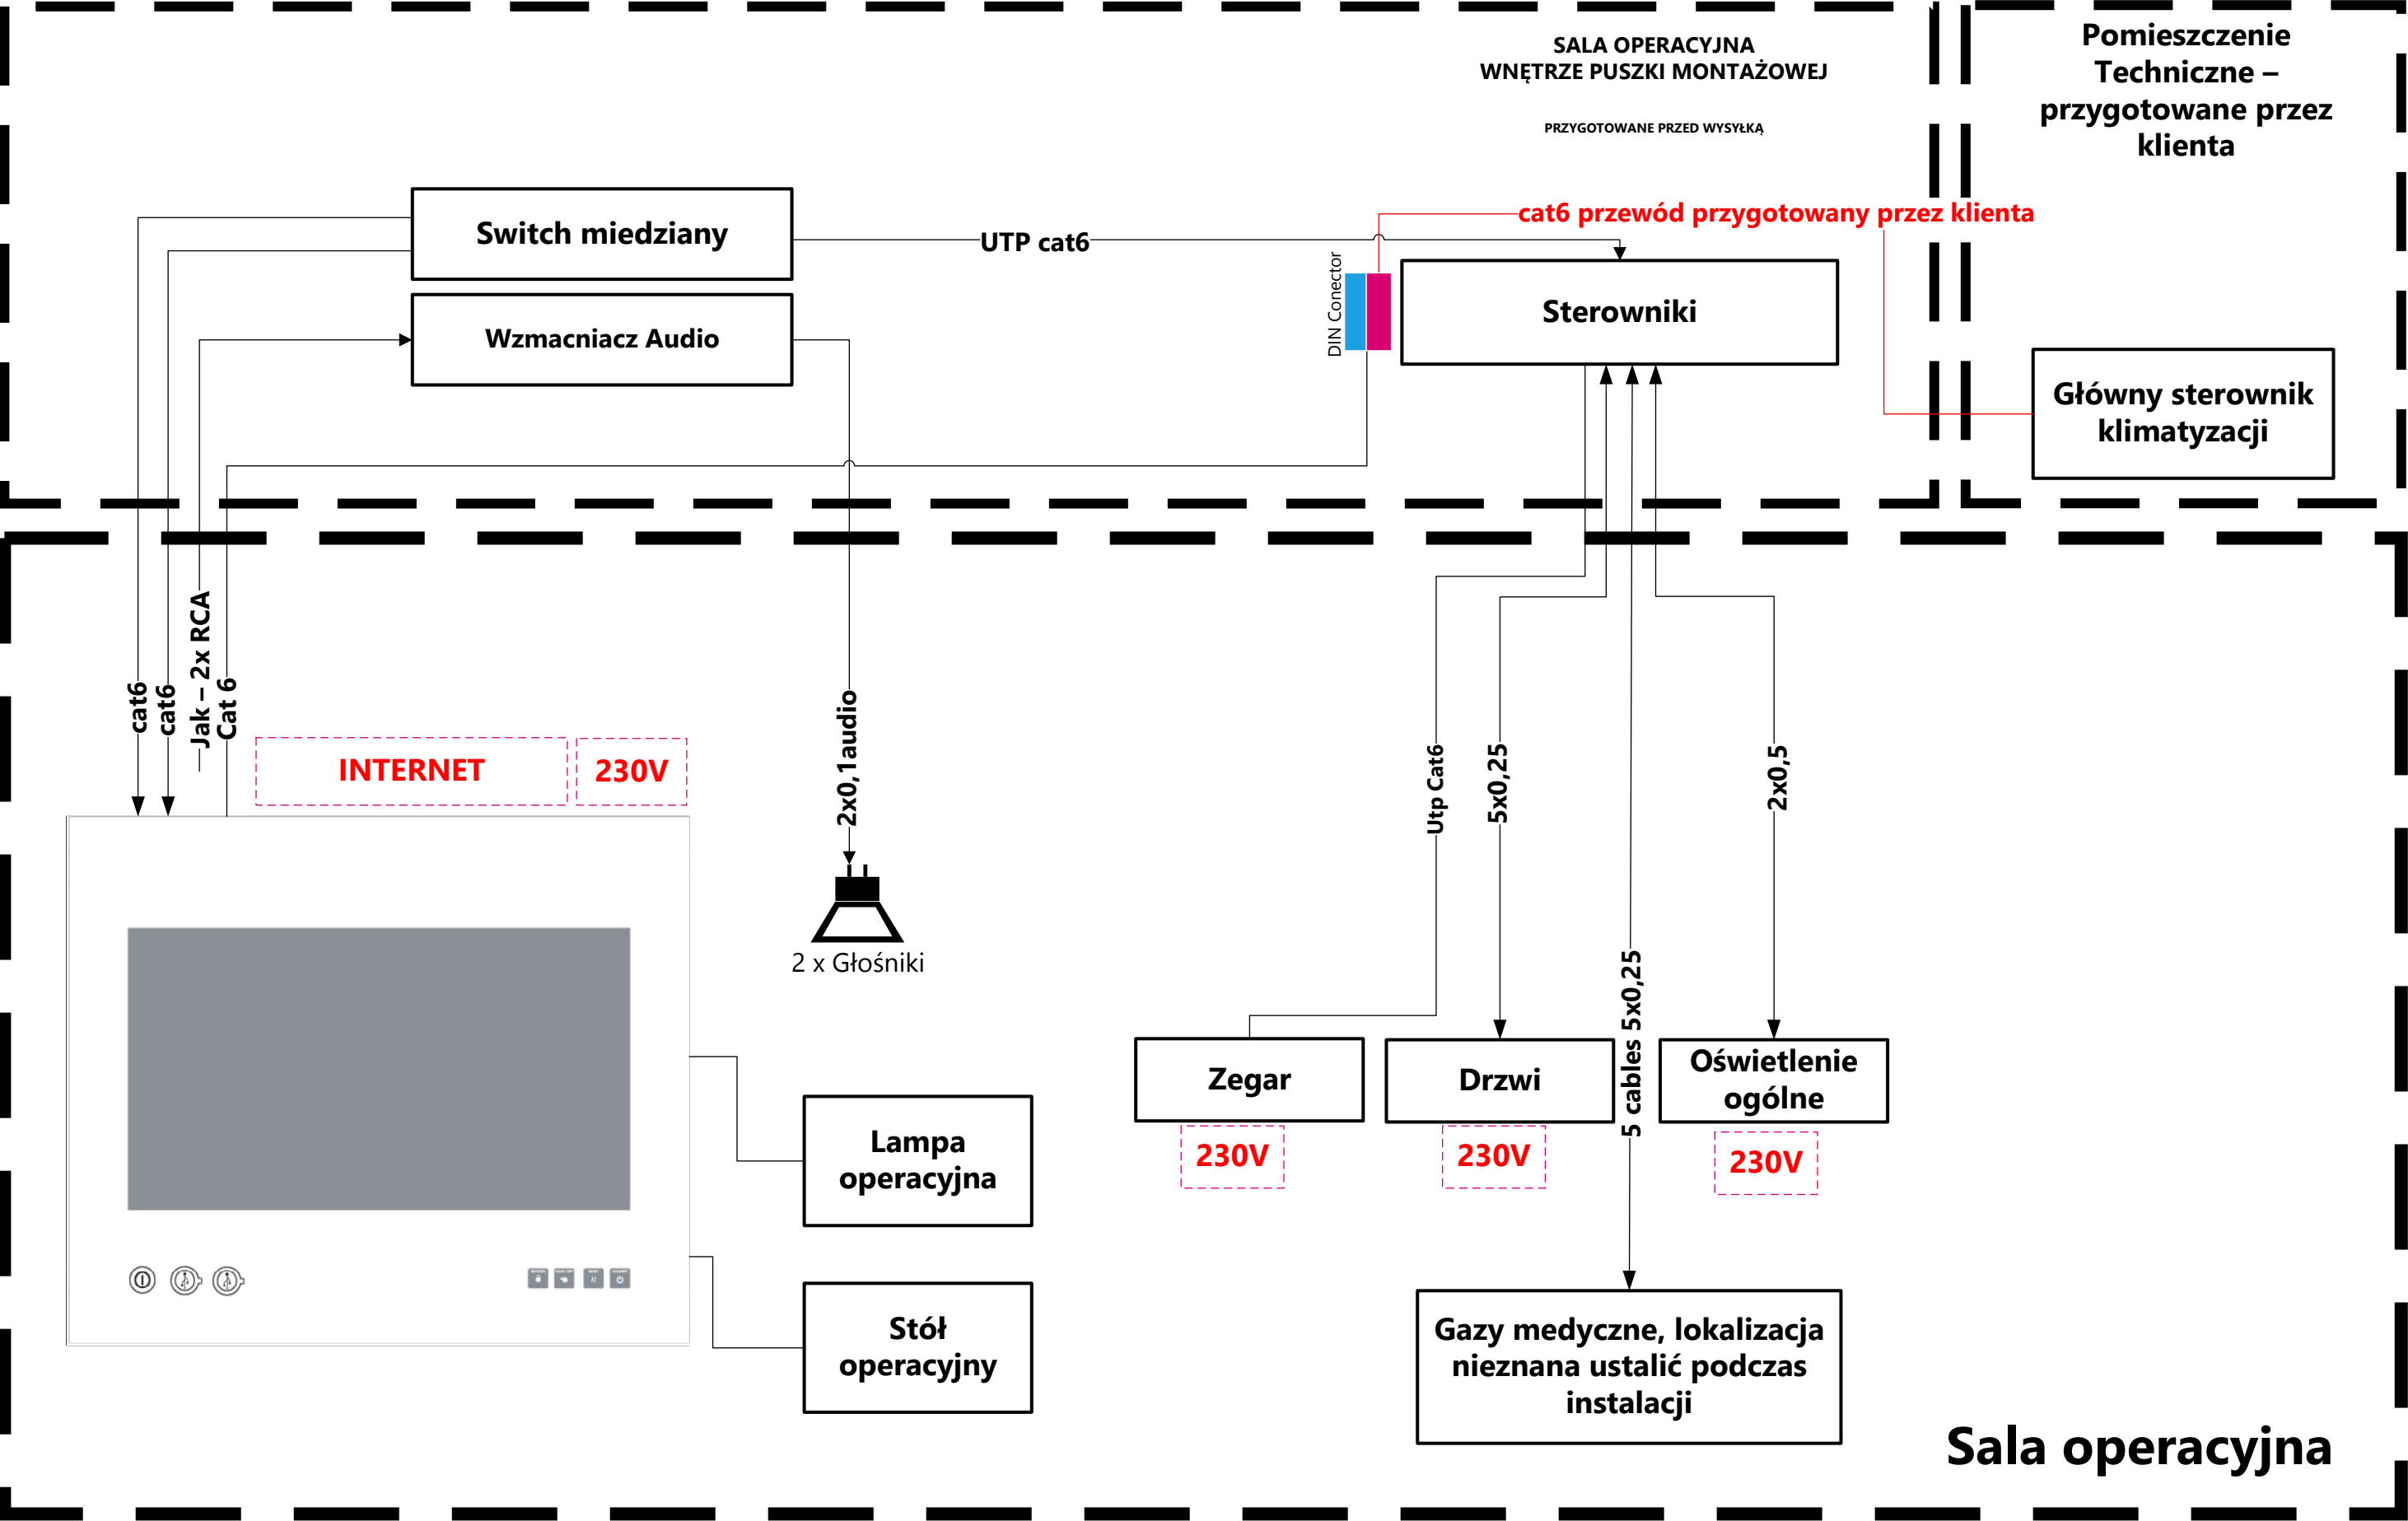 SALA OPERACYJNA
WNĘTRZE PUSZKI MONTAŻOWEJ
PRZYGOTOWANE PRZED WYSYŁKĄ
Pomieszczenie
Techniczne –
przygotowane przez
klienta
Switch miedziany
UTP cat6
cat6 przewód przygotowany przez klienta
DIN Conector
Sterowniki
Wzmacniacz Audio
Główny sterownik
klimatyzacji
cat6
cat6
Jak – 2x RCA
Cat 6
INTERNET
230V
2x0,1audio
2 x Głośniki
Utp Cat6
5x0,25
5 cables 5x0,25
2x0,5
Zegar
230V
Drzwi
230V
Oświetlenie
ogólne
230V
Lampa
operacyjna
Stół
operacyjny
Gazy medyczne, lokalizacja
nieznana ustalić podczas
instalacji
Sala operacyjna